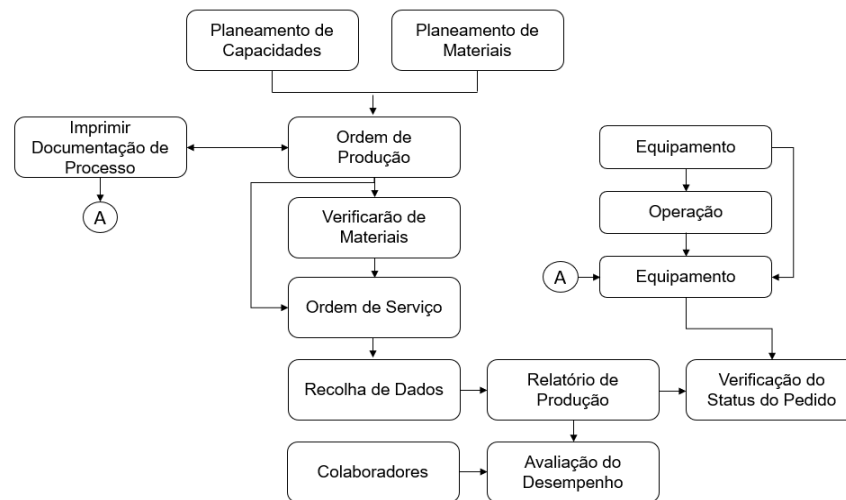 Planeamento de
Capacidades
Planeamento de
Materiais
Imprimir
Documentação de
Processo
Ordem de
Produção
Equipamento
A
Verificarão de
Materiais
Operação
A
Equipamento
Ordem de Serviço
Recolha de Dados
Relatório de
Produção
Verificação do
Status do Pedido
Colaboradores
Avaliação do
Desempenho